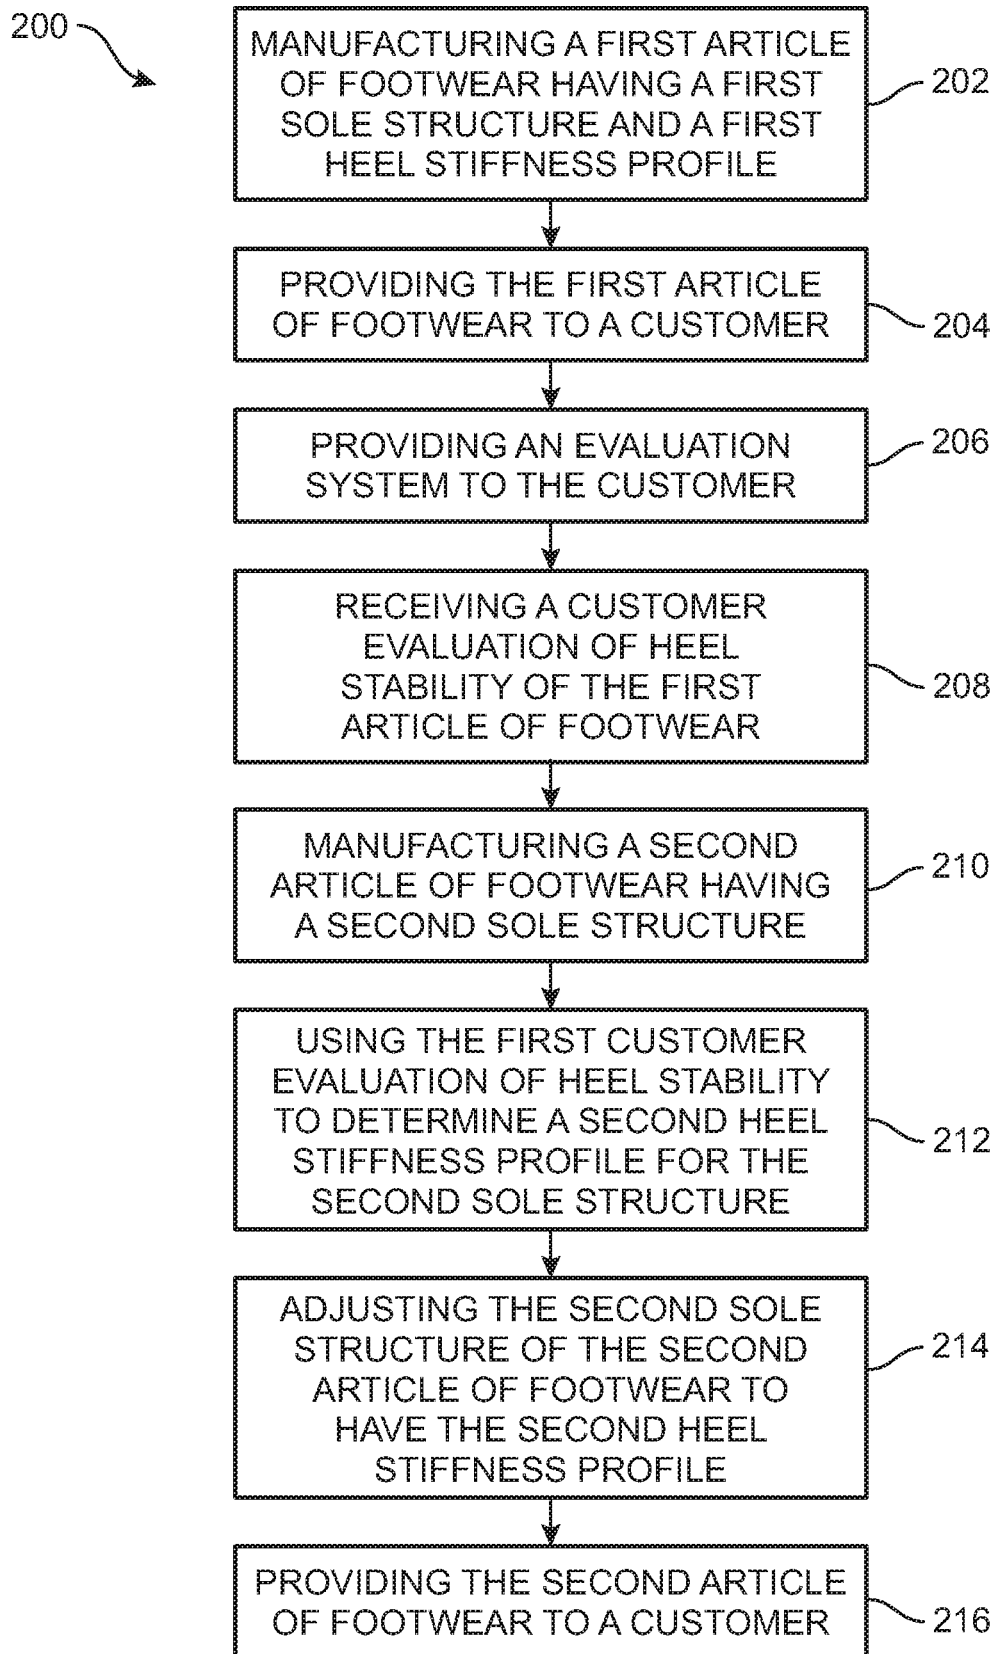 200
MANUFACTURING A FIRST ARTICLE
OF FOOTWEAR HAVING A FIRST
SOLE STRUCTURE AND A FIRST
HEEL STIFFNESS PROFILE
202
PROVIDING THE FIRST ARTICLE
OF FOOTWEAR TO A CUSTOMER
204
PROVIDING AN EVALUATION
SYSTEM TO THE CUSTOMER
206
RECEIVING A CUSTOMER
EVALUATION OF HEEL
STABILITY OF THE FIRST
ARTICLE OF FOOTWEAR
208
MANUFACTURING A SECOND
ARTICLE OF FOOTWEAR HAVING
A SECOND SOLE STRUCTURE
210
USING THE FIRST CUSTOMER
EVALUATION OF HEEL STABILITY
TO DETERMINE A SECOND HEEL
STIFFNESS PROFILE FOR THE
SECOND SOLE STRUCTURE
212
ADJUSTING THE SECOND SOLE
STRUCTURE OF THE SECOND
ARTICLE OF FOOTWEAR TO
HAVE THE SECOND HEEL
STIFFNESS PROFILE
214
PROVIDING THE SECOND ARTICLE
OF FOOTWEAR TO A CUSTOMER
216